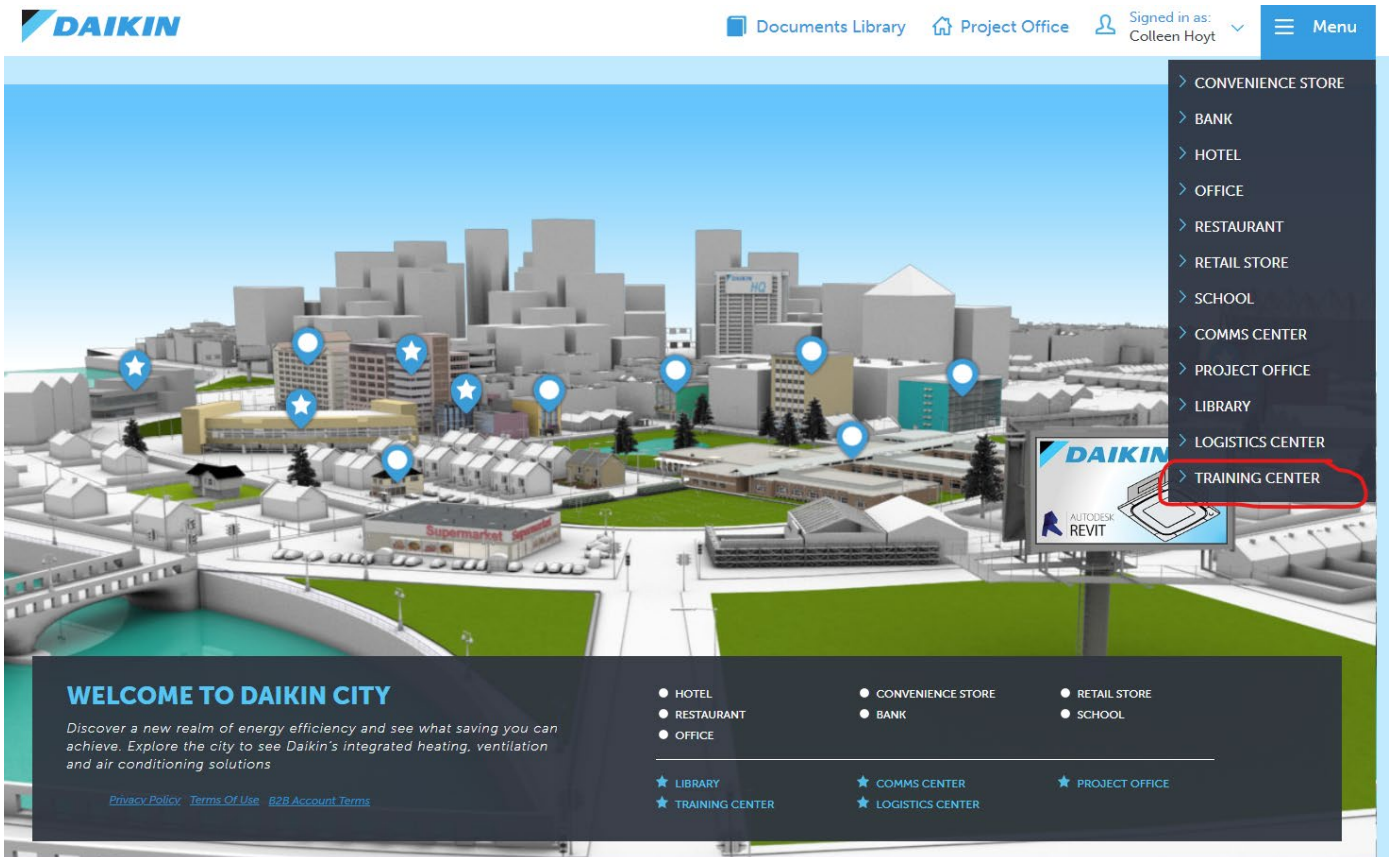 DAIKIN
Documents Library
Project Office
Signed in as:
Colleen Hoyt
Menu
CONVENIENCE STORE
BANK
HOTEL
OFFICE
RESTAURANT
RETAIL STORE
SCHOOL
COMMS CENTER
PROJECT OFFICE
LIBRARY
LOGISTICS CENTER
TRAINING CENTER
DAIKIN
HQ
DAIKIN
AUTODESK
REVIT
Supermarket Supermarket
WELCOME TO DAIKIN CITY
Discover a new realm of energy efficiency and see what saving you can
achieve. Explore the city to see Daikin's integrated heating, ventilation
and air conditioning solutions
Privacy Policy Terms Of Use B2B Account Terms
HOTEL CONVENIENCE STORE RETAIL STORE
RESTAURANT BANK SCHOOL
OFFICE
LIBRARY COMMS CENTER PROJECT OFFICE
TRAINING CENTER LOGISTICS CENTER